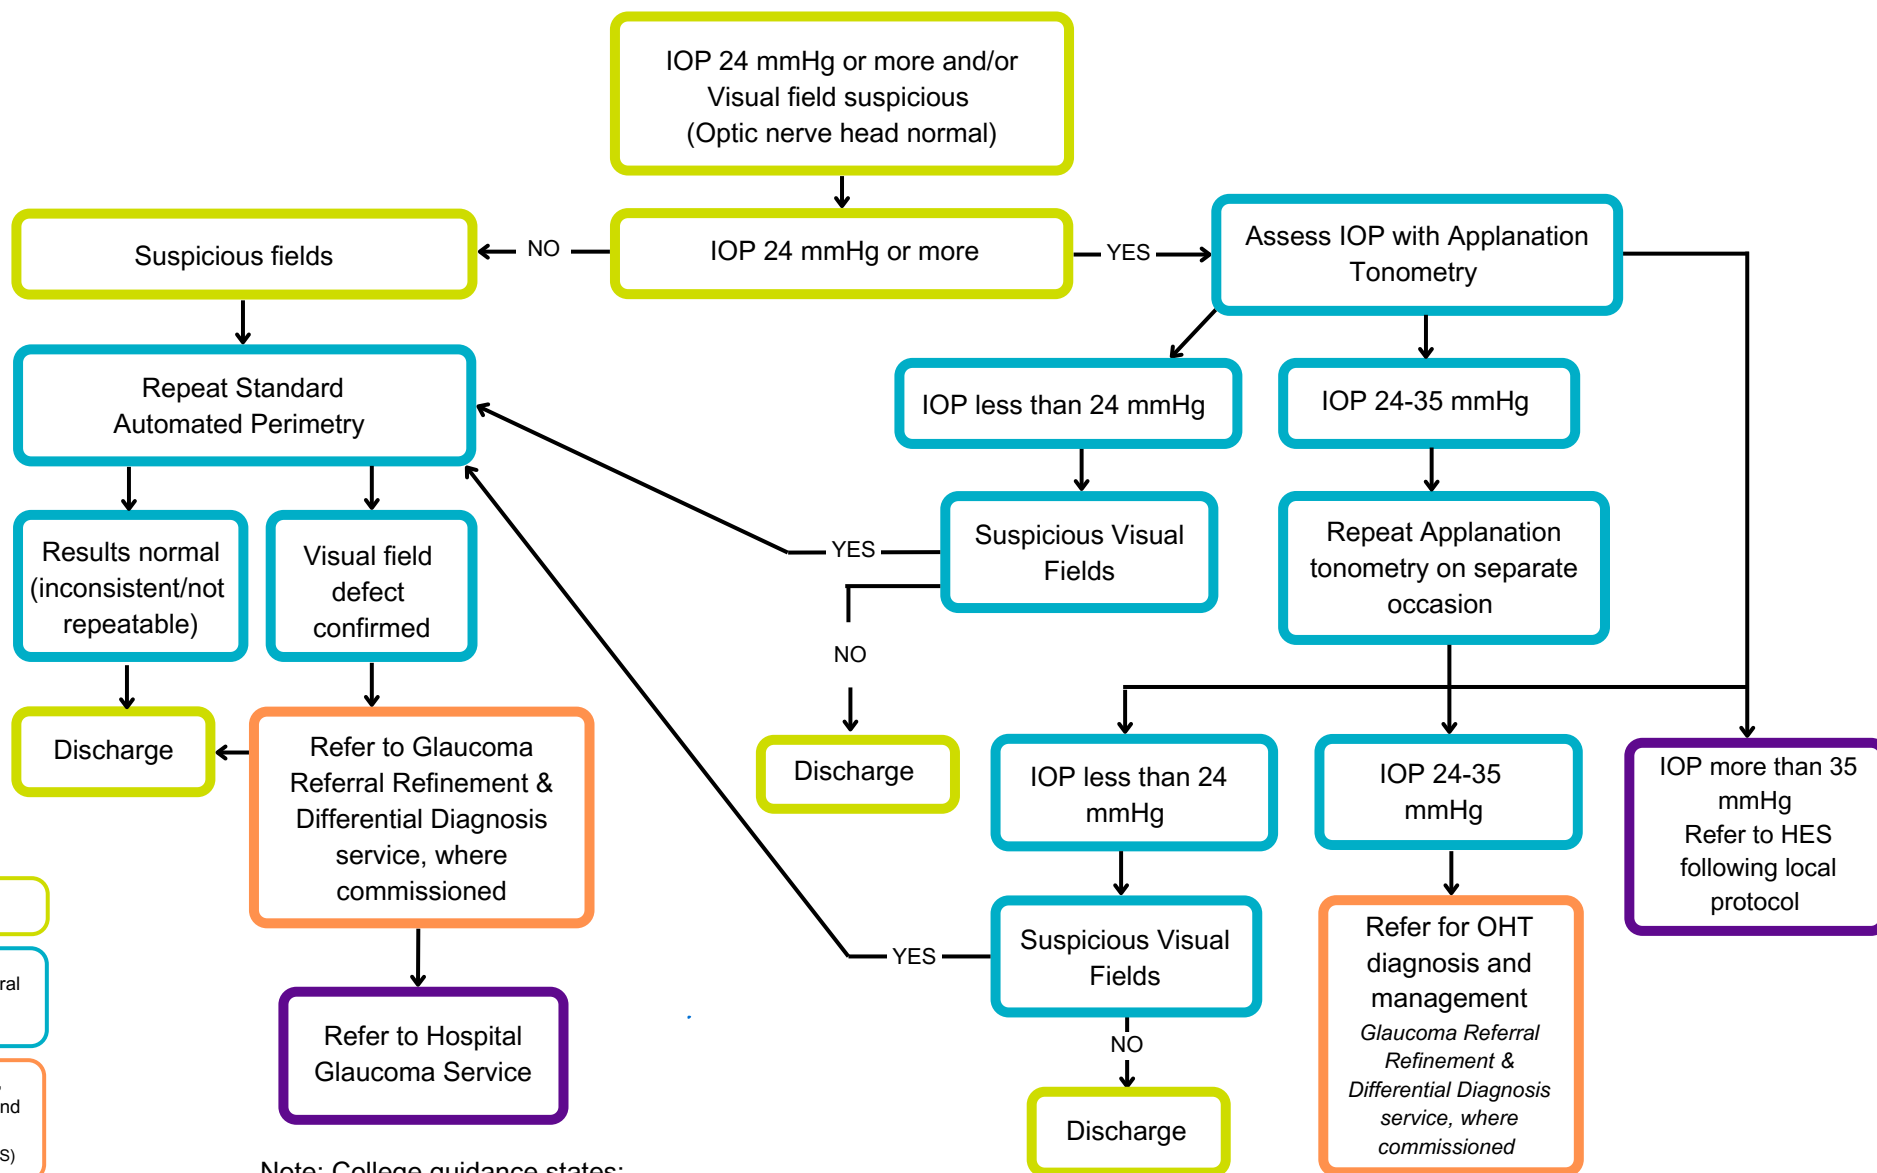 IOP 24 mmHg or more and/or
Visual field suspicious
(Optic nerve head normal)
Suspicious fields
NO
IOP 24 mmHg or more
YES
Assess IOP with Applanation
Tonometry
Repeat Standard
Automated Perimetry
IOP less than 24 mmHg
IOP 24-35 mmHg
Results normal
(inconsistent/not
repeatable)
Visual field
defect
confirmed
YES
Suspicious Visual
Fields
Repeat Applanation
tonometry on separate
occasion
NO
Discharge
Refer to Glaucoma
Referral Refinement &
Differential Diagnosis
service, where
commissioned
Discharge
IOP less than 24
mmHg
IOP 24-35
mmHg
IOP more than 35
mmHg
Refer to HES
following local
protocol
YES
Suspicious Visual
Fields
Refer for OHT
diagnosis and
management
Glaucoma Referral
Refinement &
Differential Diagnosis
service, where
commissioned
Refer to Hospital
Glaucoma Service
NO
Discharge
Note: College guidance states: